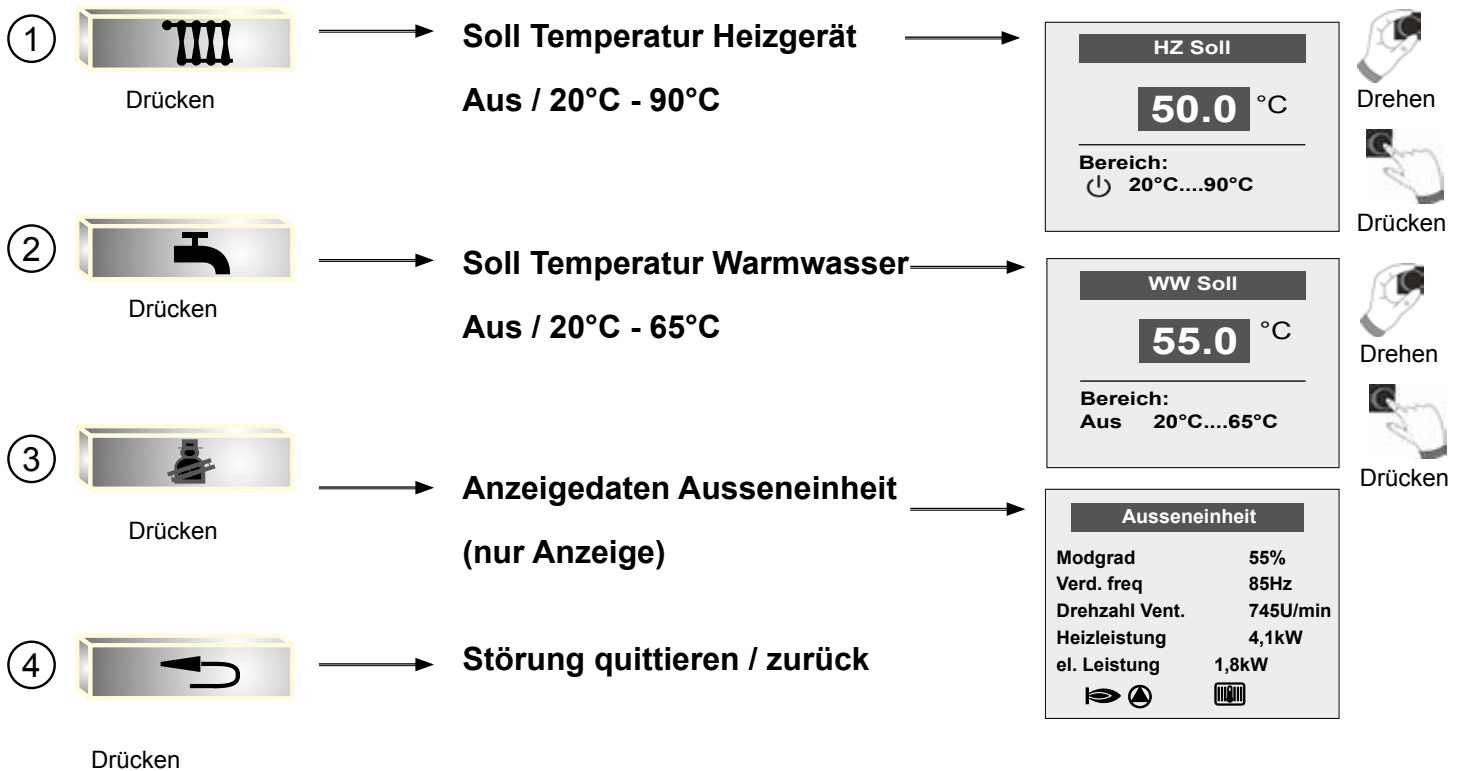 1
Drücken
Soll Temperatur Heizgerät
Aus / 20°C - 90°C
HZ Soll
50.0 °C
Bereich:
20°C....90°C
Drehen
Drücken
2
Drücken
Soll Temperatur Warmwasser
Aus / 20°C - 65°C
WW Soll
55.0 °C
Bereich:
Aus 20°C....65°C
Drehen
Drücken
3
Drücken
Anzeigedaten Ausseneinheit
(nur Anzeige)
Ausseneinheit
Modgrad 55%
Verd. freq 85Hz
Drehzahl Vent. 745U/min
Heizleistung 4,1kW
el. Leistung 1,8kW
4
Drücken
Störung quittieren / zurück